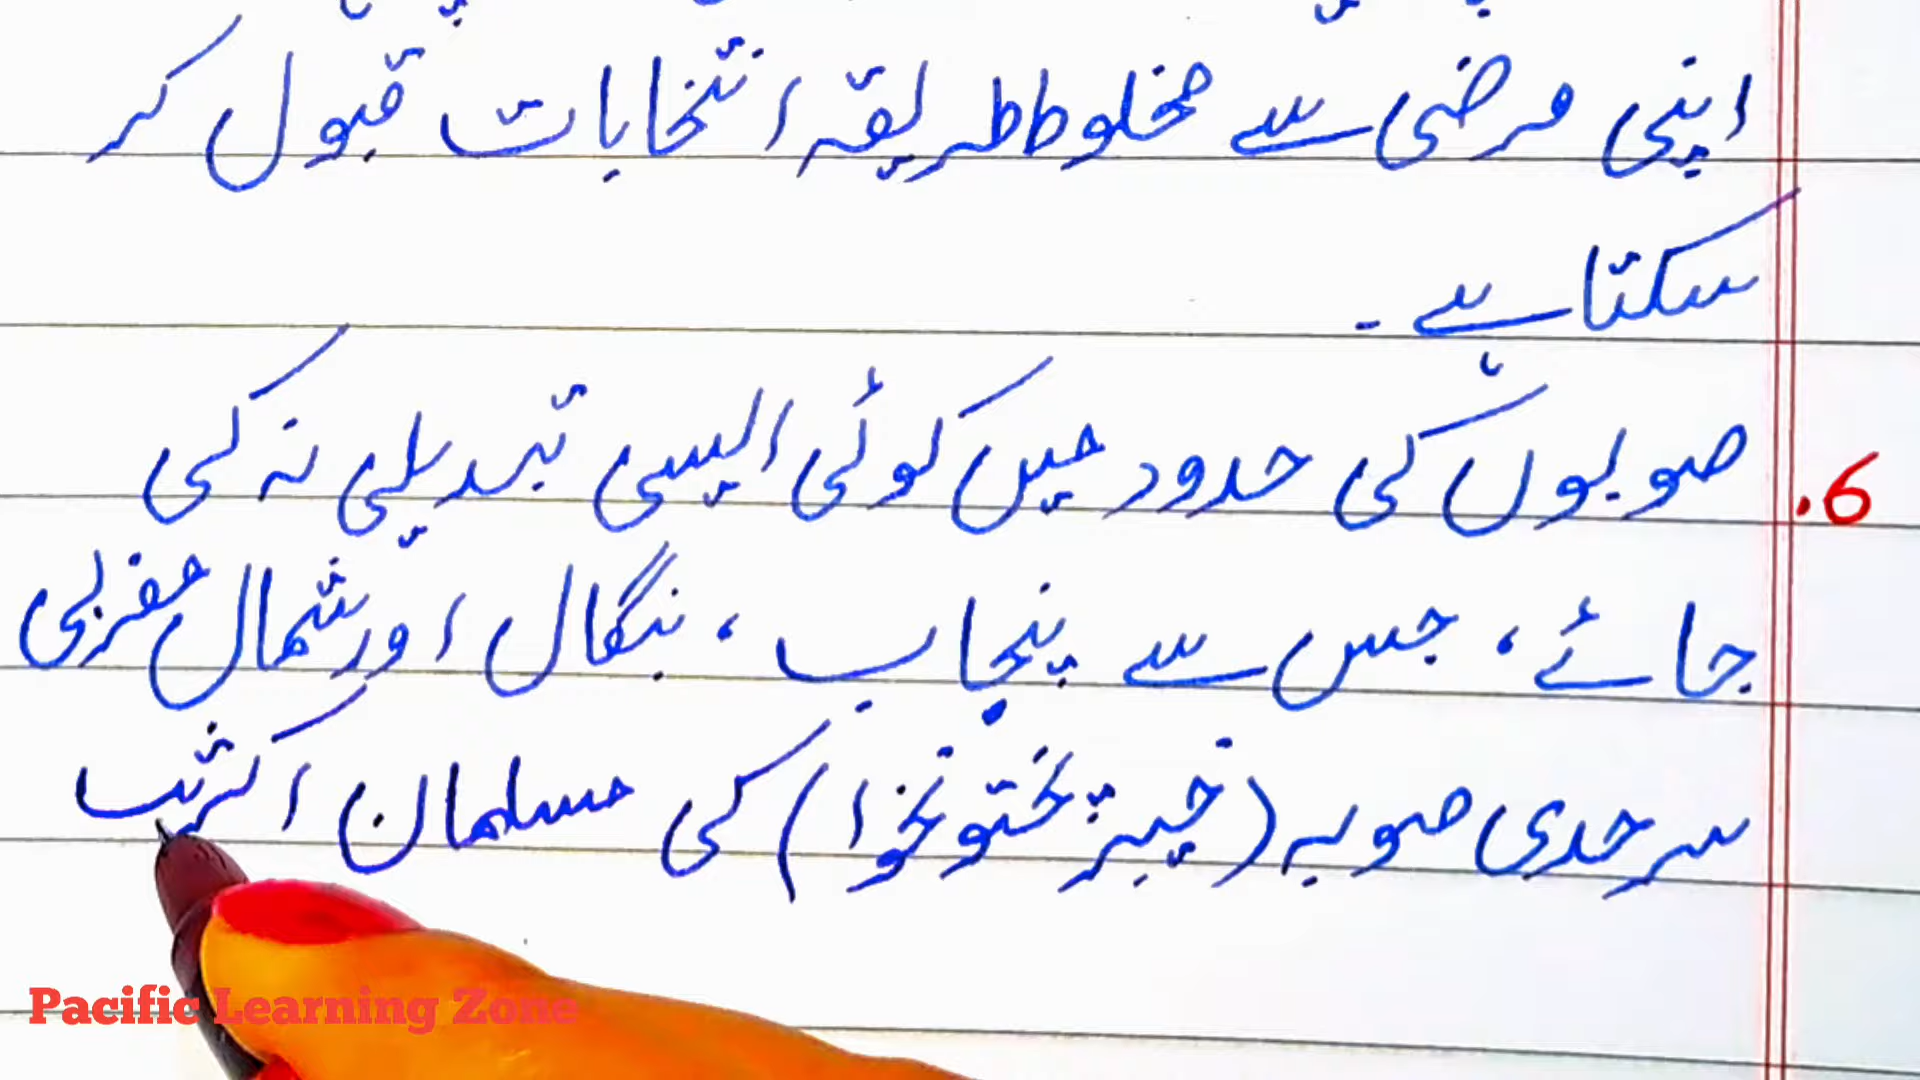 اپنی مرضی سے مخلوط طریقہ انتخابات قبول کر
سکتا ہے۔
6. صوبوں کی حدود میں کوئی ایسی تبدیلی نہ کی
جائے، جس سے پنجاب، بنگال اور شمال مغربی
سرحدی صوبہ (خیبر پختونخوا) کی مسلمان اکثریت
Pacific Learning Zone